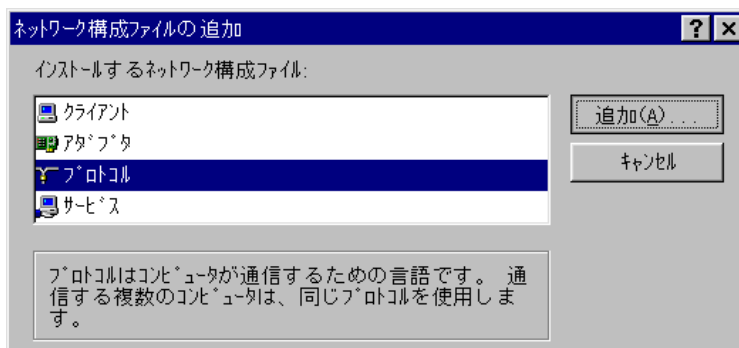 ネットワーク構成ファイルの追加
インストールするネットワーク構成ファイル:
クライアント
アダプタ
プロトコル
サービス
追加(A)...
キャンセル
プロトコルはコンピュータが通信するための言語です。 通
信する複数のコンピュータは、同じプロトコルを使用しま
す。